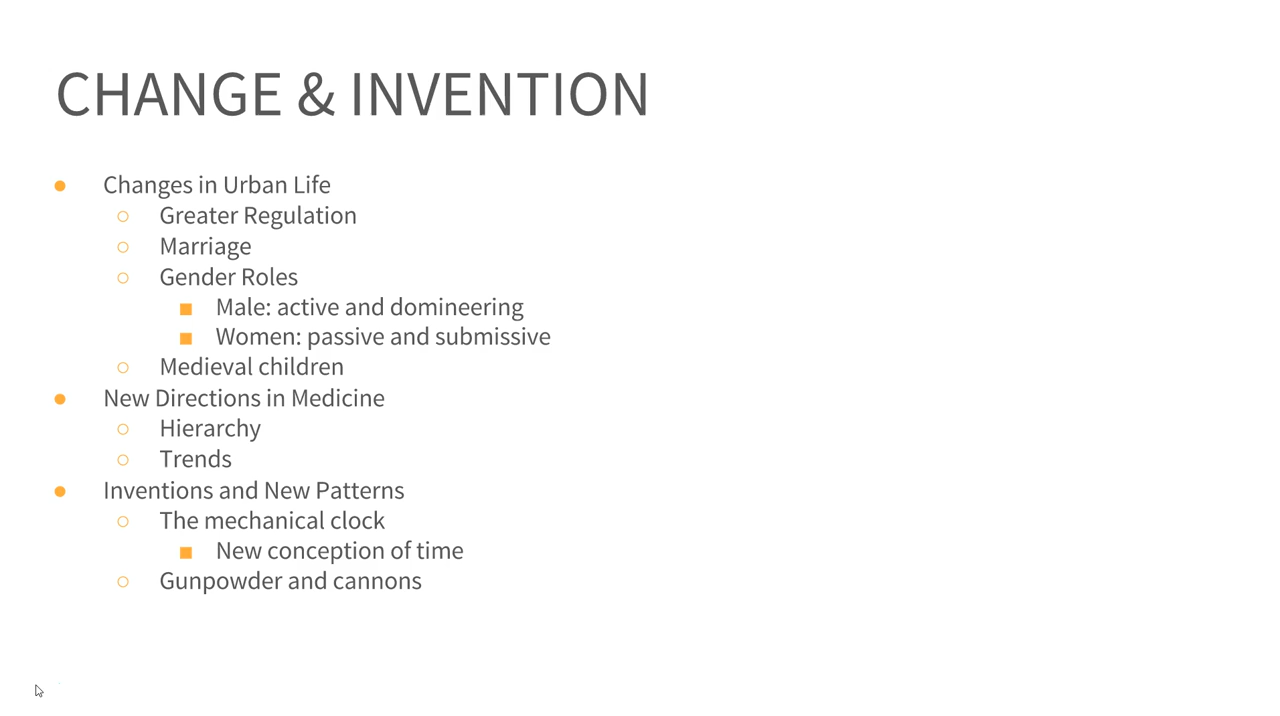 CHANGE & INVENTION
Changes in Urban Life
Greater Regulation
Marriage
Gender Roles
Male: active and domineering
Women: passive and submissive
Medieval children
New Directions in Medicine
Hierarchy
Trends
Inventions and New Patterns
The mechanical clock
New conception of time
Gunpowder and cannons